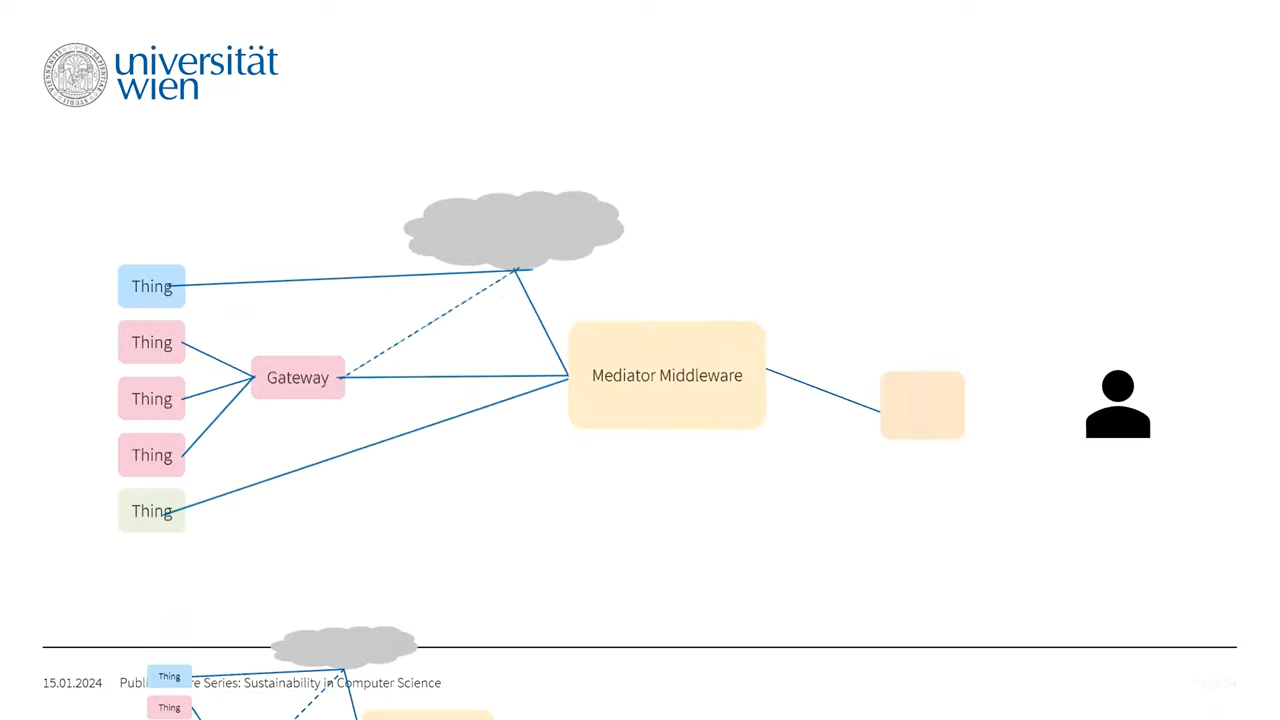 universität
wien
Thing
Thing
Gateway
Mediator Middleware
Thing
Thing
Thing
15.01.2024 Publi re Series: Sustainability in Computer Science
Thing
Thing